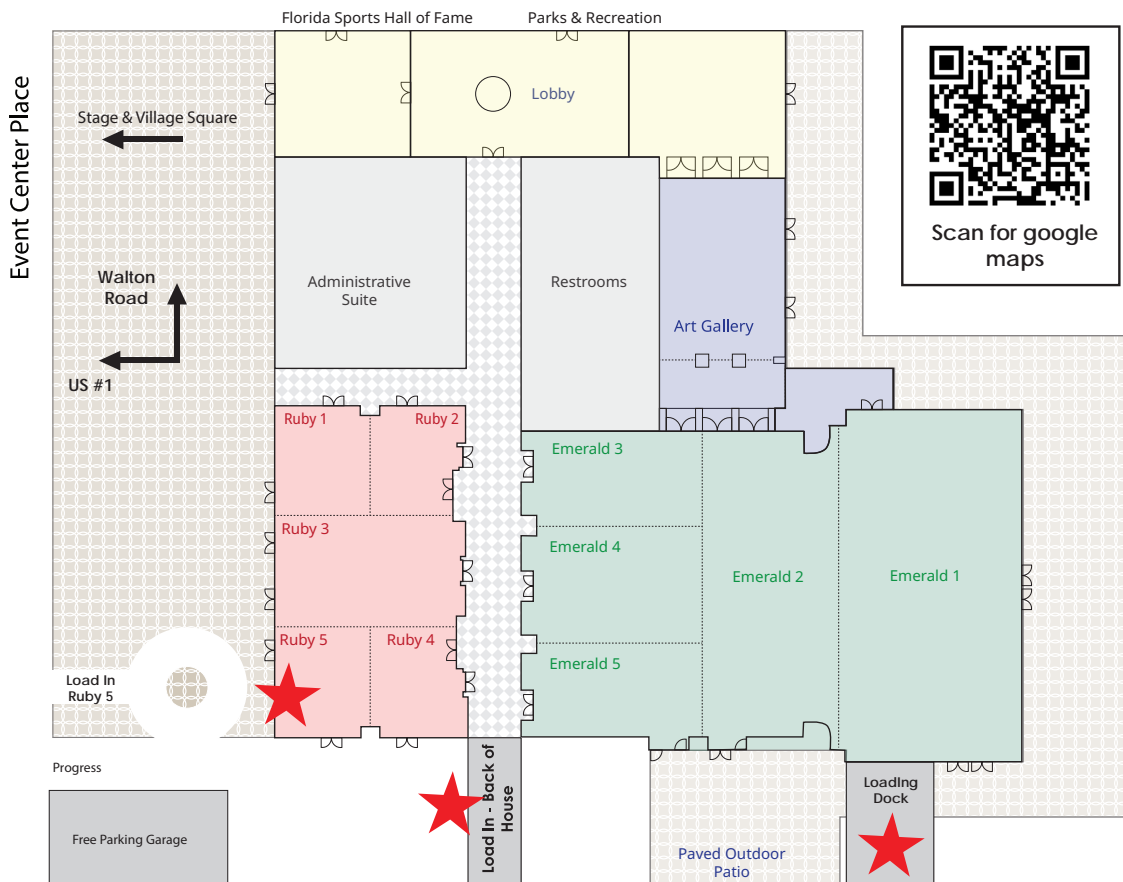 Florida Sports Hall of Fame
Parks & Recreation
Event Center Place
Stage & Village Square
Lobby
Scan for google
maps
Walton
Road
US #1
Administrative
Suite
Restrooms
Art Gallery
Ruby 1
Ruby 2
Ruby 3
Ruby 5
Ruby 4
Emerald 3
Emerald 4
Emerald 5
Emerald 2
Emerald 1
Load In
Ruby 5
Progress
Free Parking Garage
Load In - Back of
House
Loading
Dock
Paved Outdoor
Patio